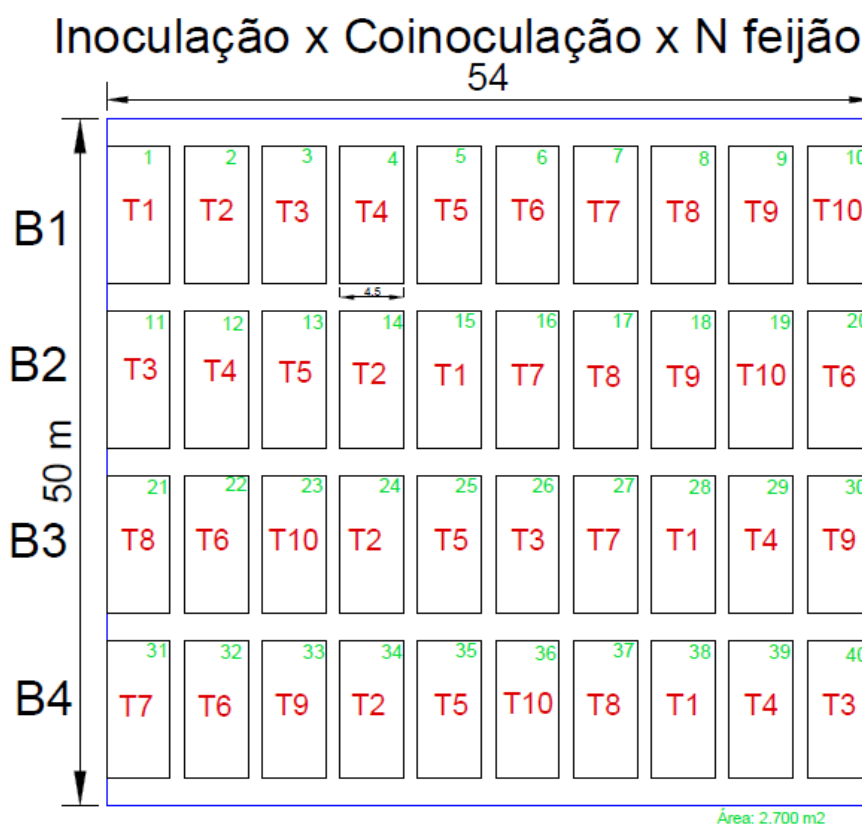 Inoculação x Coinoculação x N feijão
54
1 2 3 4 5 6 7 8 9 10
B1 T1 T2 T3 T4 T5 T6 T7 T8 T9 T10
4.5
11 12 13 14 15 16 17 18 19 20
B2 T3 T4 T5 T2 T1 T7 T8 T9 T10 T6
50 m
21 22 23 24 25 26 27 28 29 30
B3 T8 T6 T10 T2 T5 T3 T7 T1 T4 T9
31 32 33 34 35 36 37 38 39 40
B4 T7 T6 T9 T2 T5 T10 T8 T1 T4 T3
Área: 2.700 m2